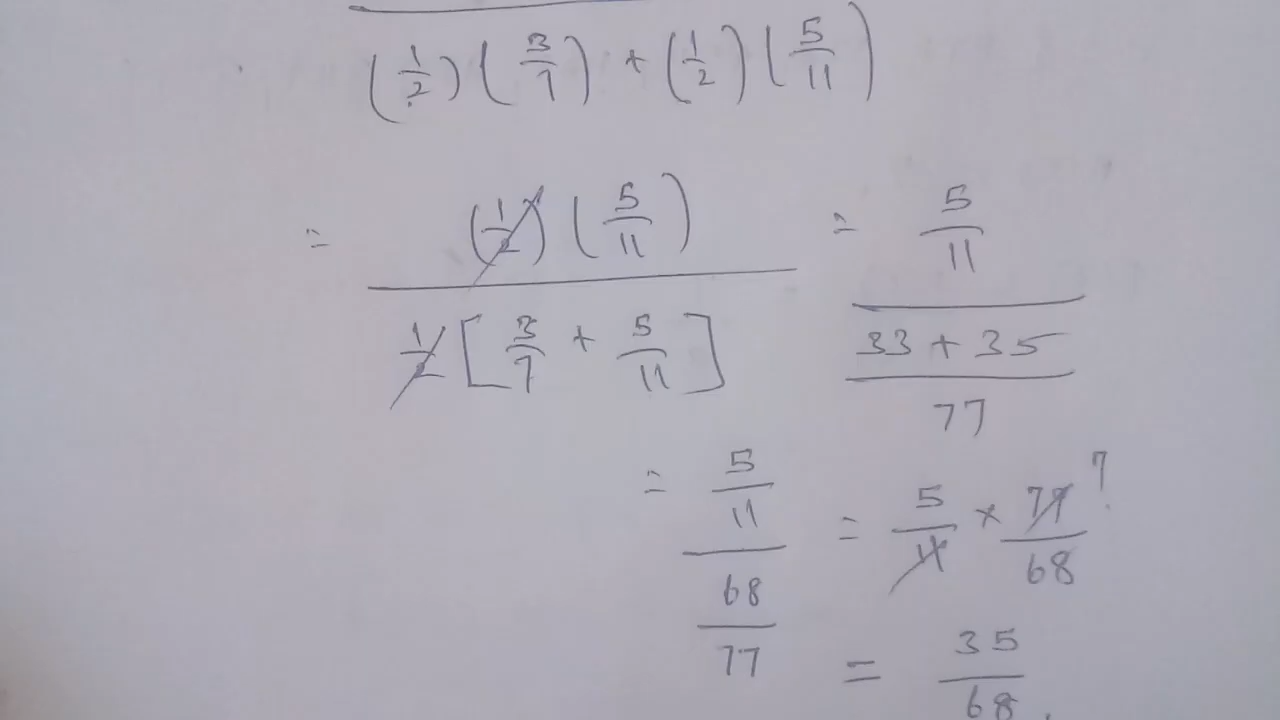 (1/2) (3/7) + (1/2) (5/11)
= (1/2) (5/11) / 1/2 [3/7 + 5/11] = 5/11 / 33 + 35 / 77
= 5/11 / 68/77 = 5/11 × 77/68 7
= 35/68.